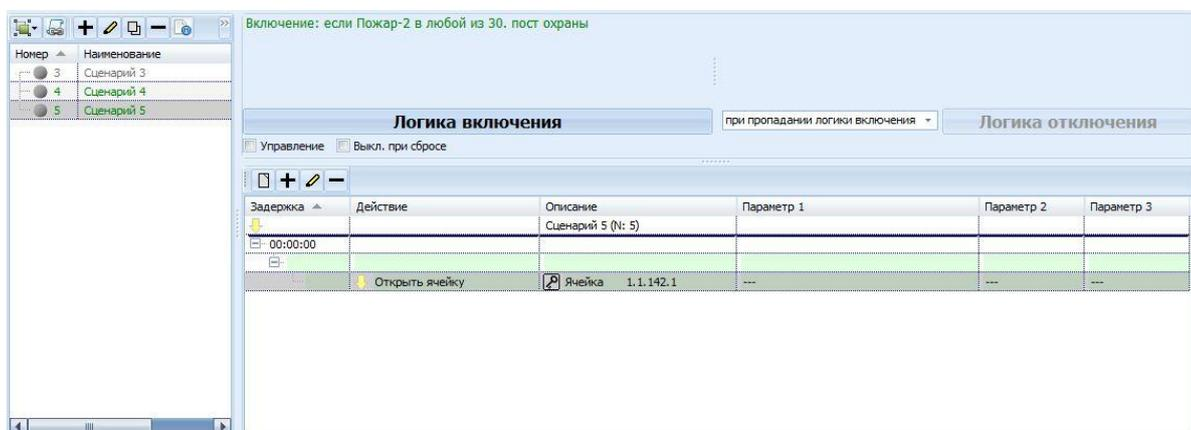 Включение: если Пожар-2 в любой из 30. пост охраны
Номер Наименование
3 Сценарий 3
4 Сценарий 4
5 Сценарий 5
Логика включения при пропадании логики включения Логика отключения
Управление Выкл. при сбросе
Задержка Действие Описание Параметр 1 Параметр 2 Параметр 3
Сценарий 5 (N: 5)
00:00:00
Открыть ячейку Ячейка 1.1.142.1 --- --- ---